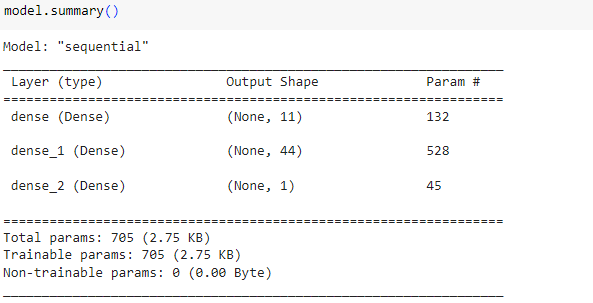 model.summary()
Model: "sequential"
Layer (type) Output Shape Param #
dense (Dense) (None, 11) 132
dense_1 (Dense) (None, 44) 528
dense_2 (Dense) (None, 1) 45
Total params: 705 (2.75 KB)
Trainable params: 705 (2.75 KB)
Non-trainable params: 0 (0.00 Byte)